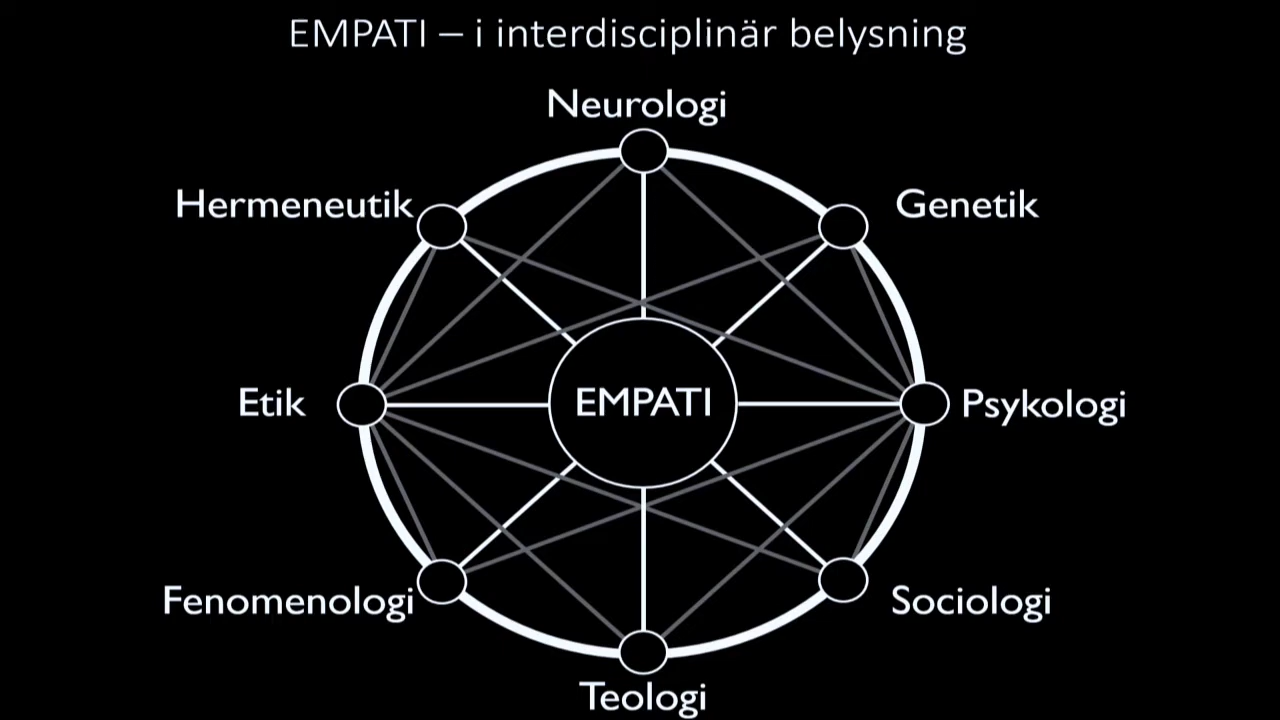 EMPATI – i interdisciplinär belysning
Neurologi
Hermeneutik
Genetik
Etik
EMPATI
Psykologi
Fenomenologi
Sociologi
Teologi